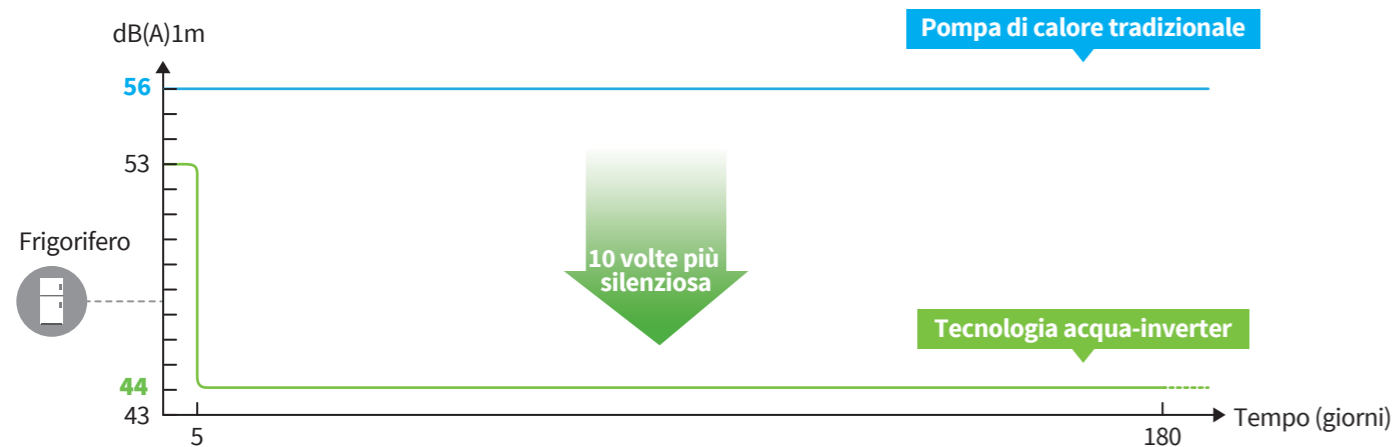 Pompa di calore tradizionale
dB(A)1m
56
53
Frigorifero
10 volte più
silenziosa
Tecnologia acqua-inverter
44
43
5
180
Tempo (giorni)